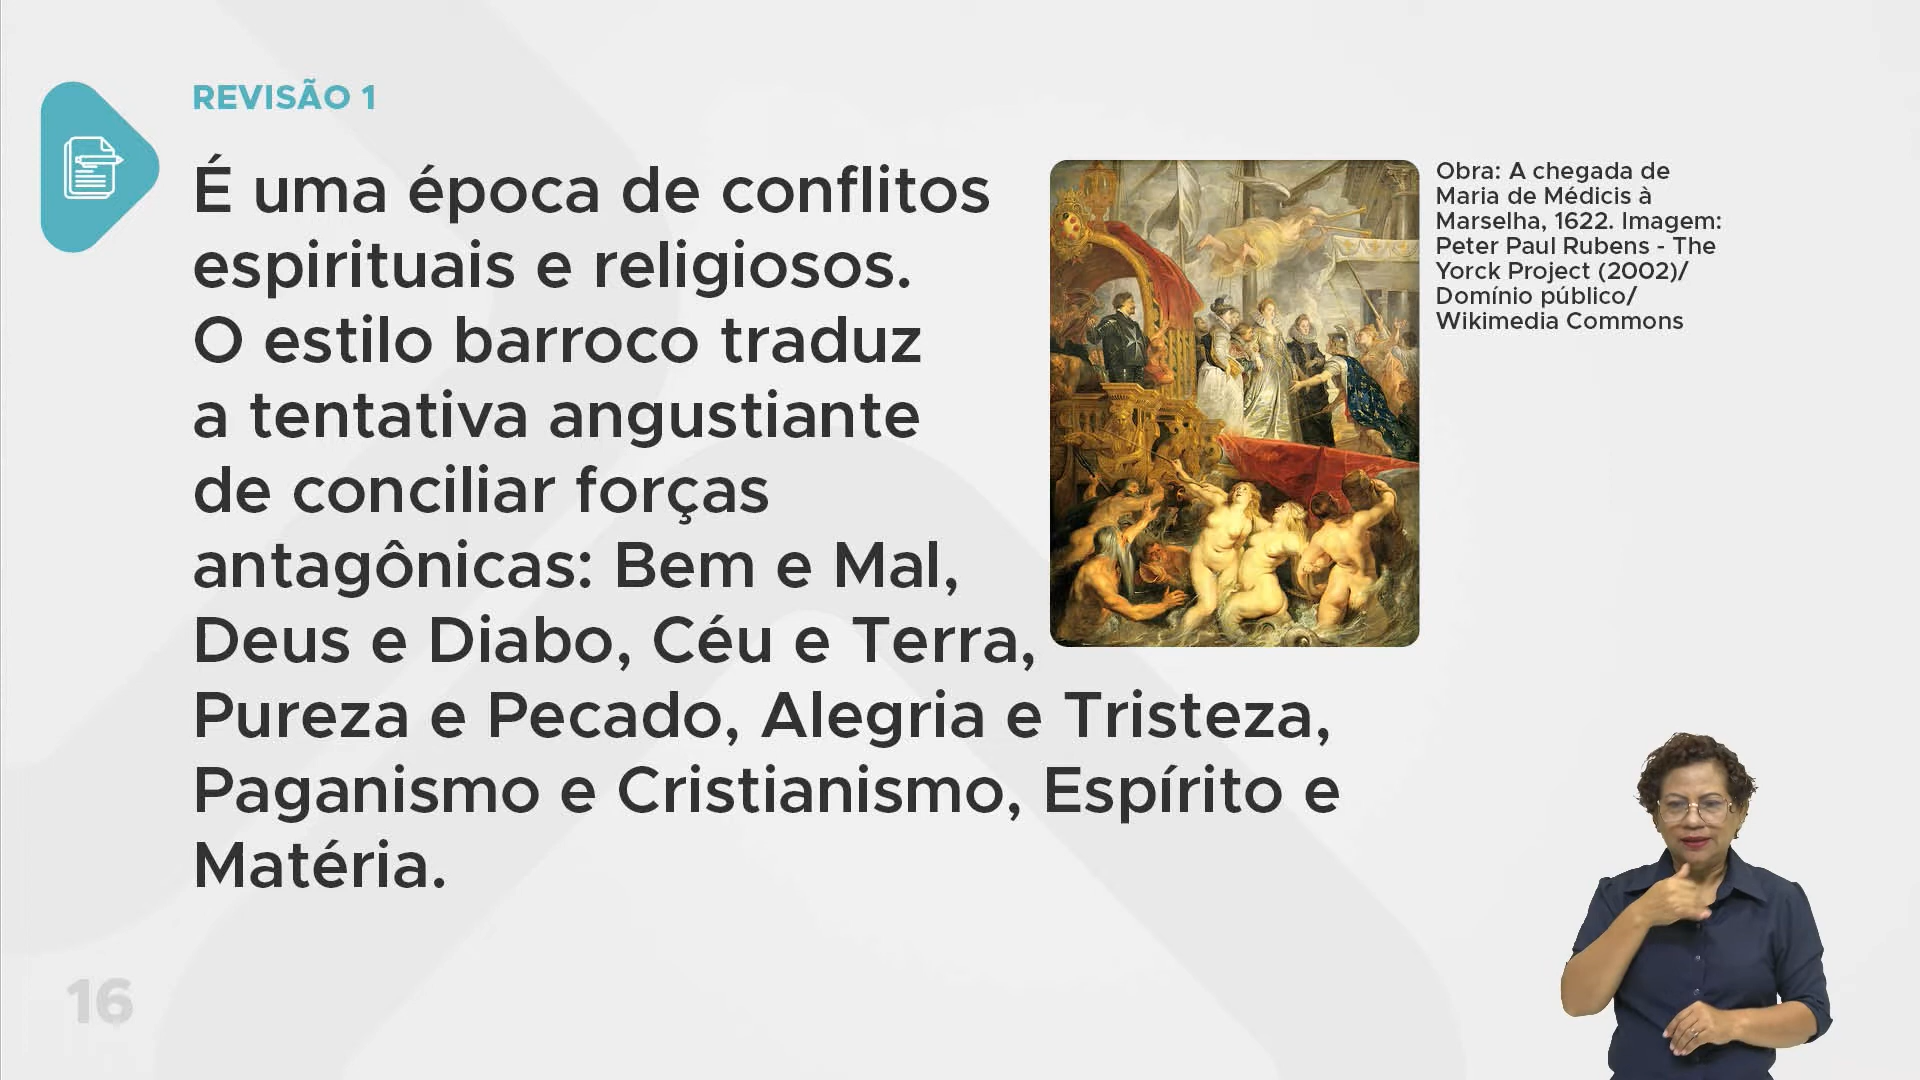 REVISÃO 1
É uma época de conflitos
espirituais e religiosos.
O estilo barroco traduz
a tentativa angustiante
de conciliar forças
antagônicas: Bem e Mal,
Deus e Diabo, Céu e Terra,
Pureza e Pecado, Alegria e Tristeza,
Paganismo e Cristianismo, Espírito e
Matéria.
Obra: A chegada de
Maria de Médicis à
Marselha, 1622. Imagem:
Peter Paul Rubens - The
Yorck Project (2002)/
Domínio público/
Wikimedia Commons
16